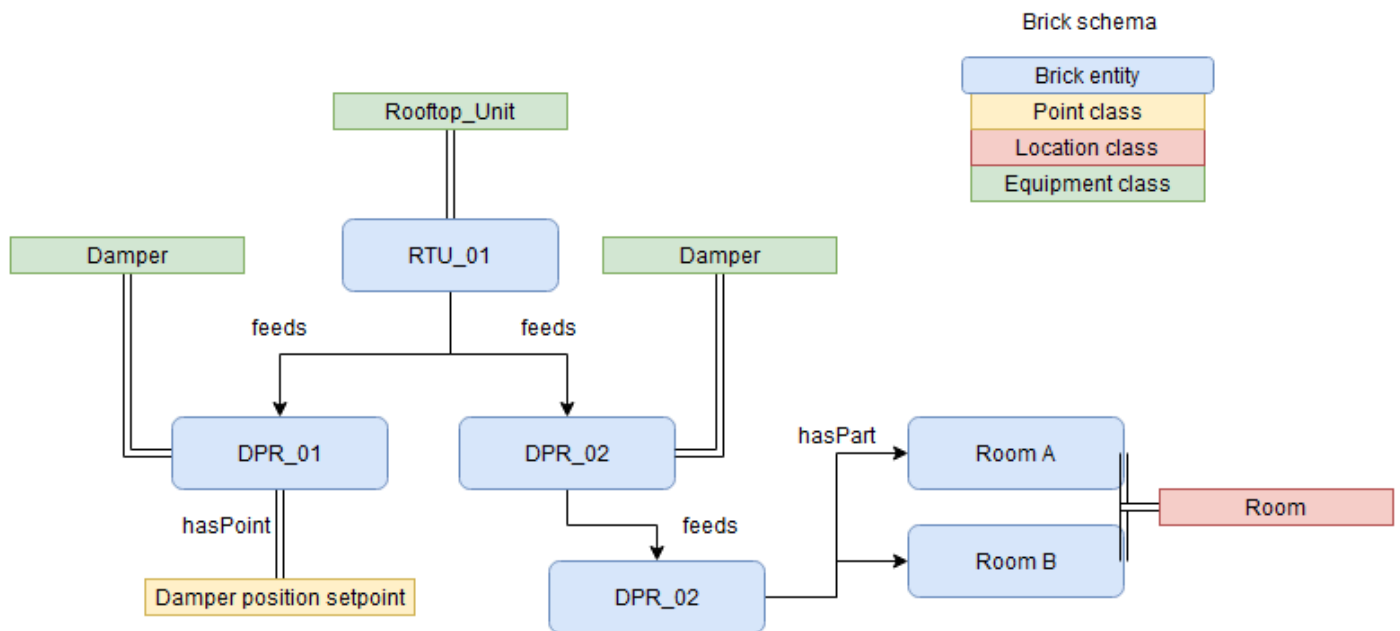 Brick schema
Brick entity
Point class
Location class
Equipment class
Rooftop_Unit
Damper
RTU_01
Damper
feeds
feeds
DPR_01
DPR_02
hasPart
Room A
hasPoint
feeds
Room
Room B
Damper position setpoint
DPR_02